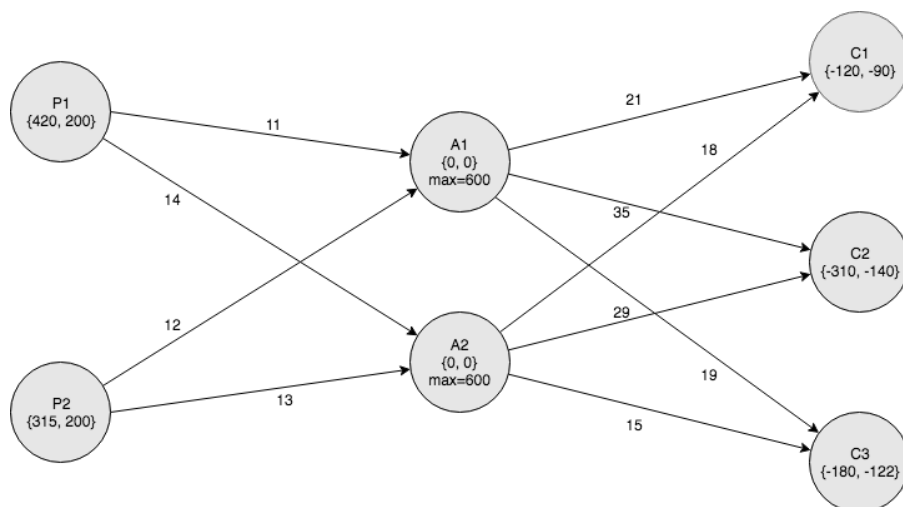 C1
{-120, -90}
P1
{420, 200}
11
21
A1
{0, 0}
max=600
18
14
35
C2
{-310, -140}
12
29
A2
{0, 0}
max=600
19
P2
{315, 200}
13
15
C3
{-180, -122}